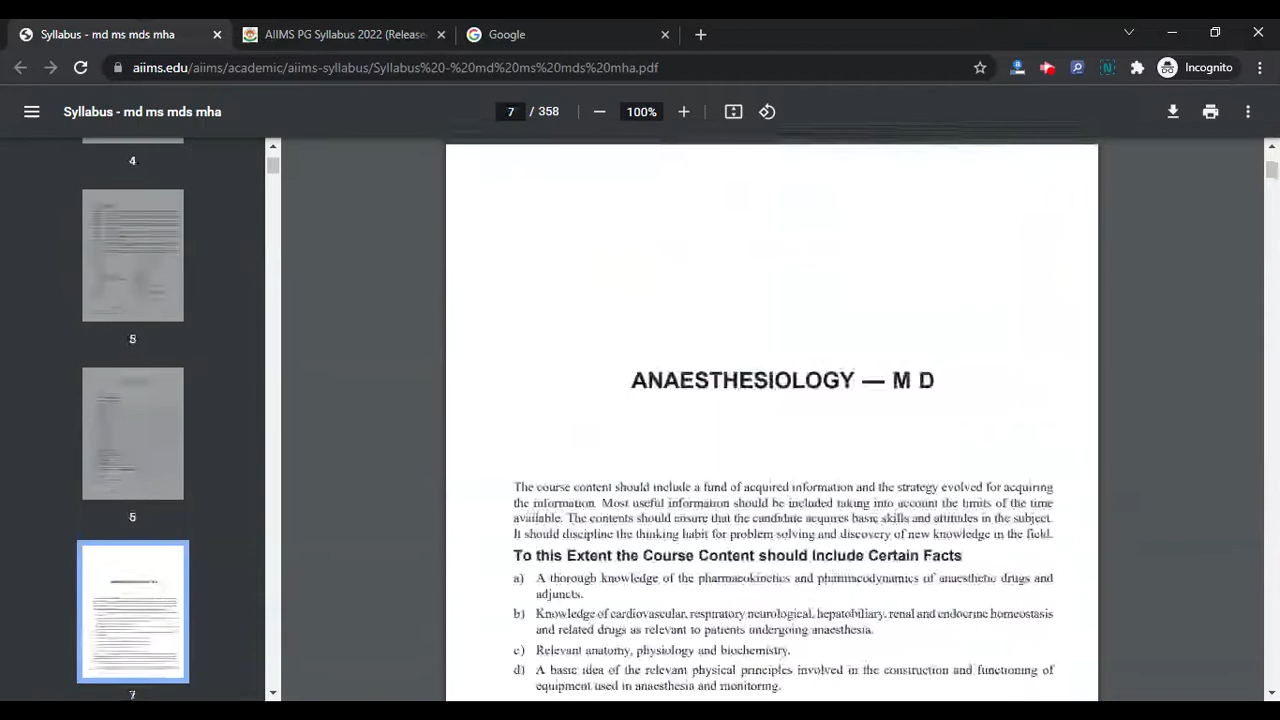 Syllabus - md ms mds mha
AIIMS PG Syllabus 2022 (Release
Google
aiims.edu/aiims/academic/aiims-syllabus/Syllabus%20-%20md%20ms%20mds%20mha.pdf
Incognito
Syllabus - md ms mds mha
7 / 358
100%
4
5
6
7
ANAESTHESIOLOGY — M D
The course content should include a fund of acquired information and the strategy evolved for acquiring
the information. Most useful information should be included taking into account the limits of the time
available. The contents should ensure that the candidate acquires basic skills and attitudes in the subject.
It should discipline the thinking habit for problem solving and discovery of new knowledge in the field.
To this Extent the Course Content should Include Certain Facts
a) A thorough knowledge of the pharmacokinetics and pharmacodynamics of anaesthetic drugs and
adjuncts.
b) Knowledge of cardiovascular, respiratory neurological, hepatobiliary, renal and endocrine homeostasis
and related drugs as relevant to patients undergoing anaesthesia.
c) Relevant anatomy, physiology and biochemistry.
d) A basic idea of the relevant physical principles involved in the construction and functioning of
equipment used in anaesthesia and monitoring.